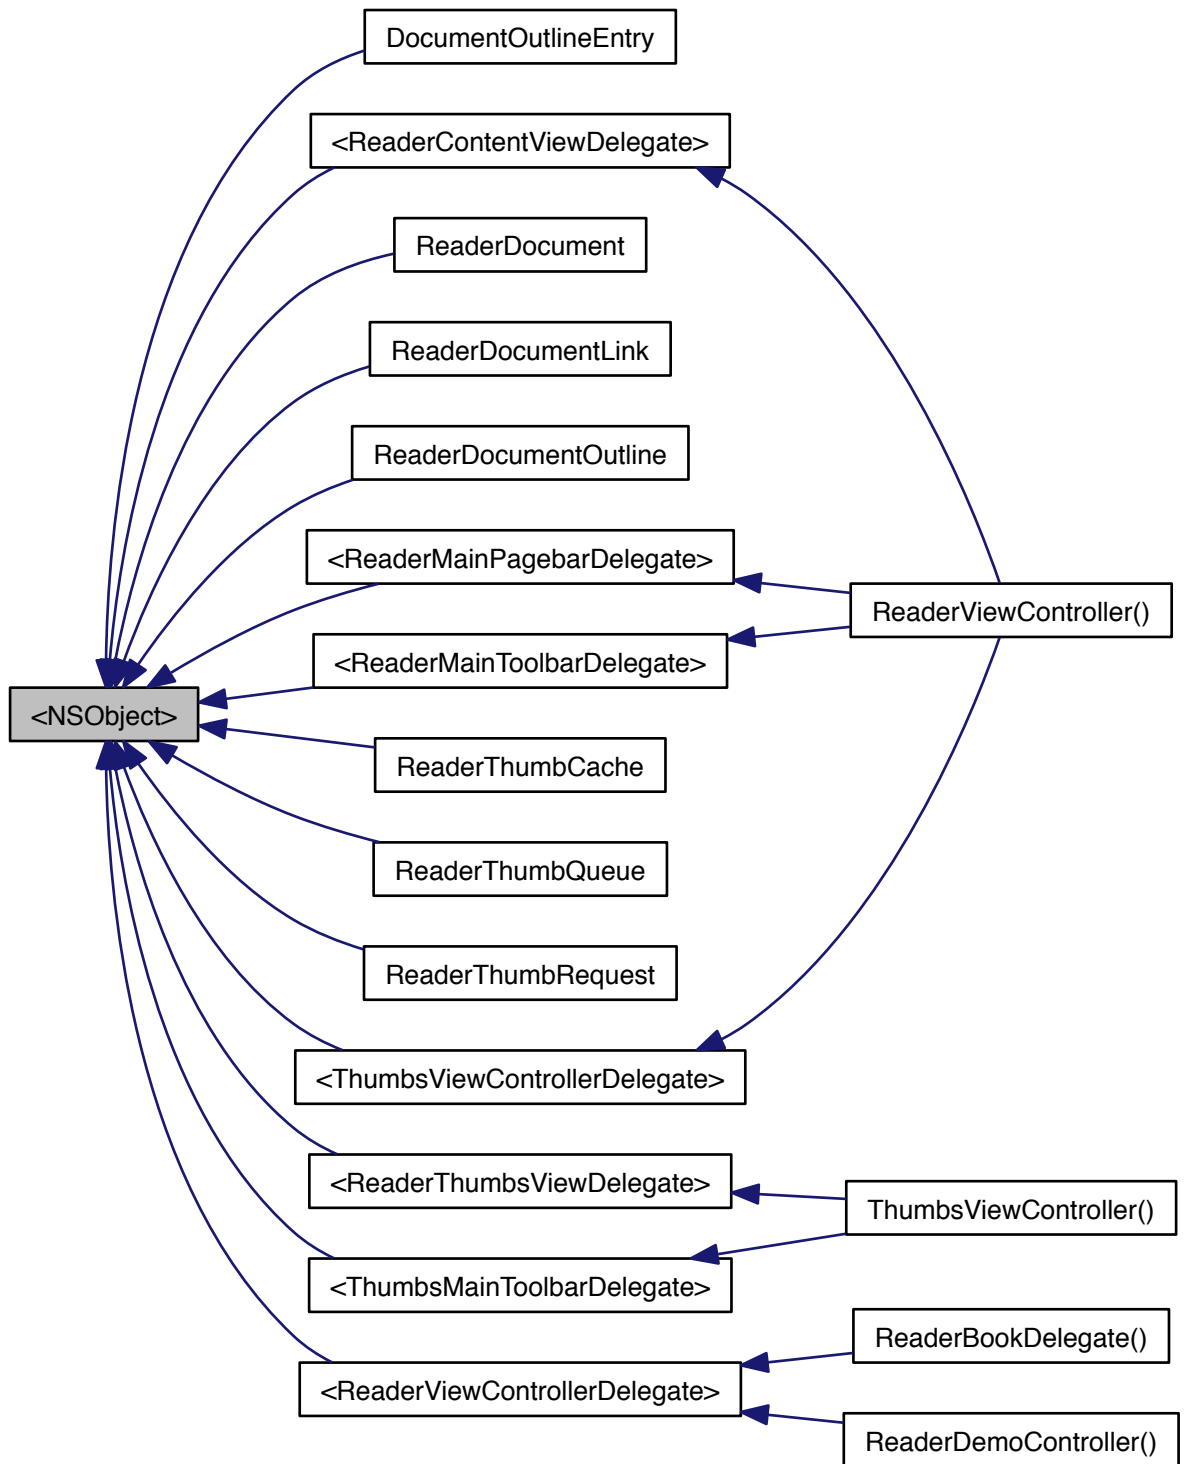 DocumentOutlineEntry
<ReaderContentViewDelegate>
ReaderDocument
ReaderDocumentLink
ReaderDocumentOutline
<ReaderMainPagebarDelegate>
ReaderViewController()
<ReaderMainToolbarDelegate>
<NSObject>
ReaderThumbCache
ReaderThumbQueue
ReaderThumbRequest
<ThumbsViewControllerDelegate>
<ReaderThumbsViewDelegate>
ThumbsViewController()
<ThumbsMainToolbarDelegate>
ReaderBookDelegate()
<ReaderViewControllerDelegate>
ReaderDemoController()